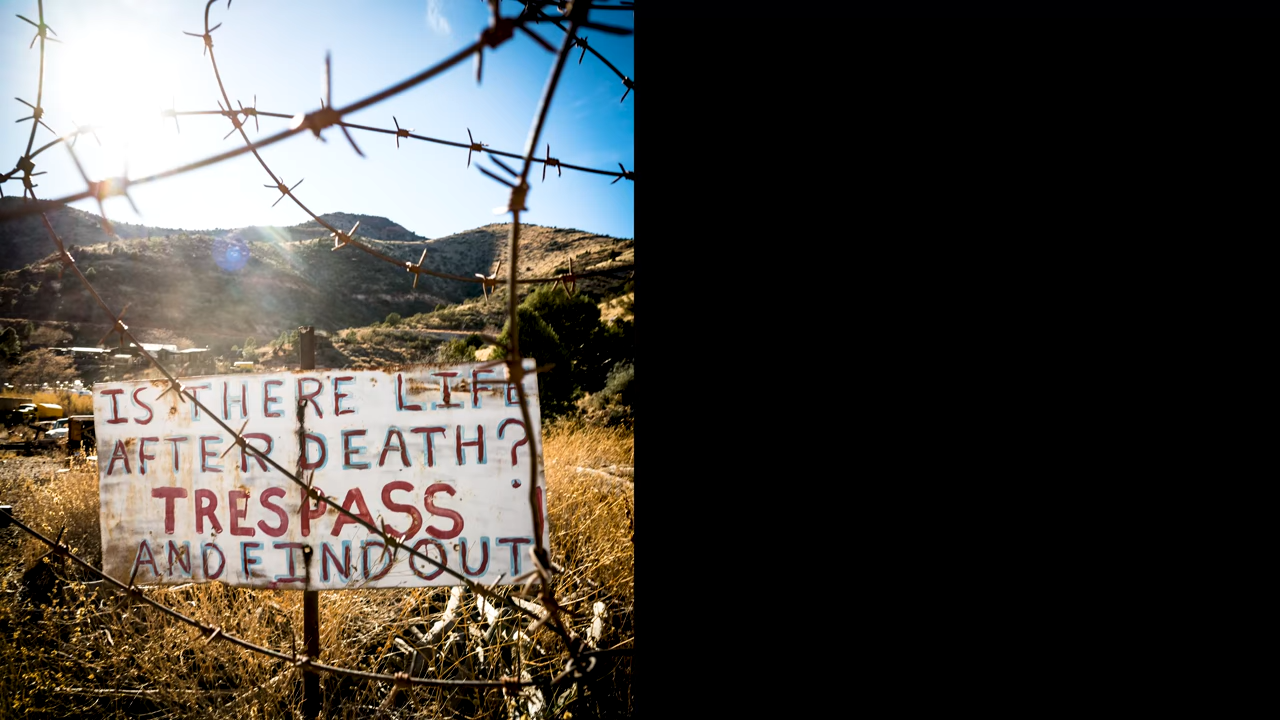 IS THERE LIFE
AFTER DEATH?
TRESPASS
AND FIND OUT